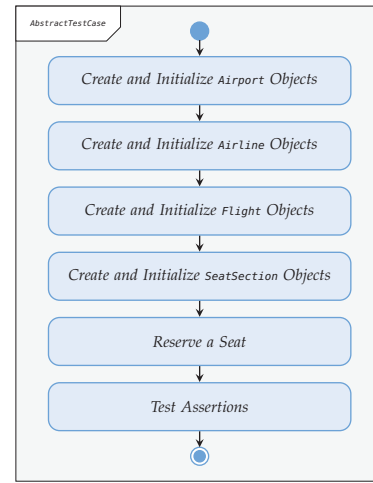 AbstractTestCase
Create and Initialize Airport Objects
Create and Initialize Airline Objects
Create and Initialize Flight Objects
Create and Initialize SeatSection Objects
Reserve a Seat
Test Assertions